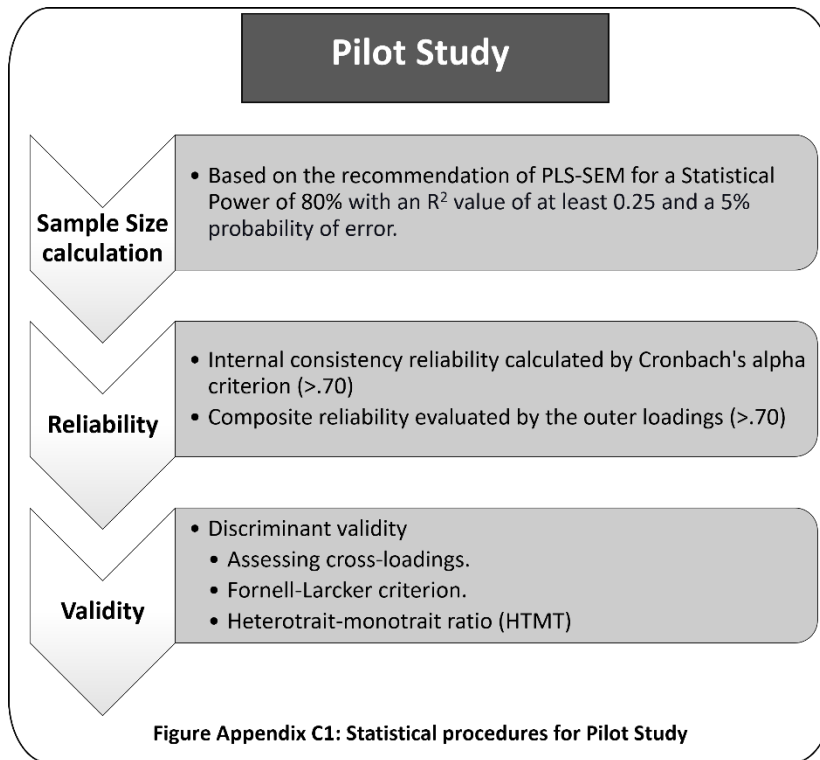 Pilot Study
Sample Size
calculation
• Based on the recommendation of PLS-SEM for a Statistical
Power of 80% with an R² value of at least 0.25 and a 5%
probability of error.
Reliability
• Internal consistency reliability calculated by Cronbach's alpha
criterion (>.70)
• Composite reliability evaluated by the outer loadings (>.70)
Validity
• Discriminant validity
• Assessing cross-loadings.
• Fornell-Larcker criterion.
• Heterotrait-monotrait ratio (HTMT)
Figure Appendix C1: Statistical procedures for Pilot Study